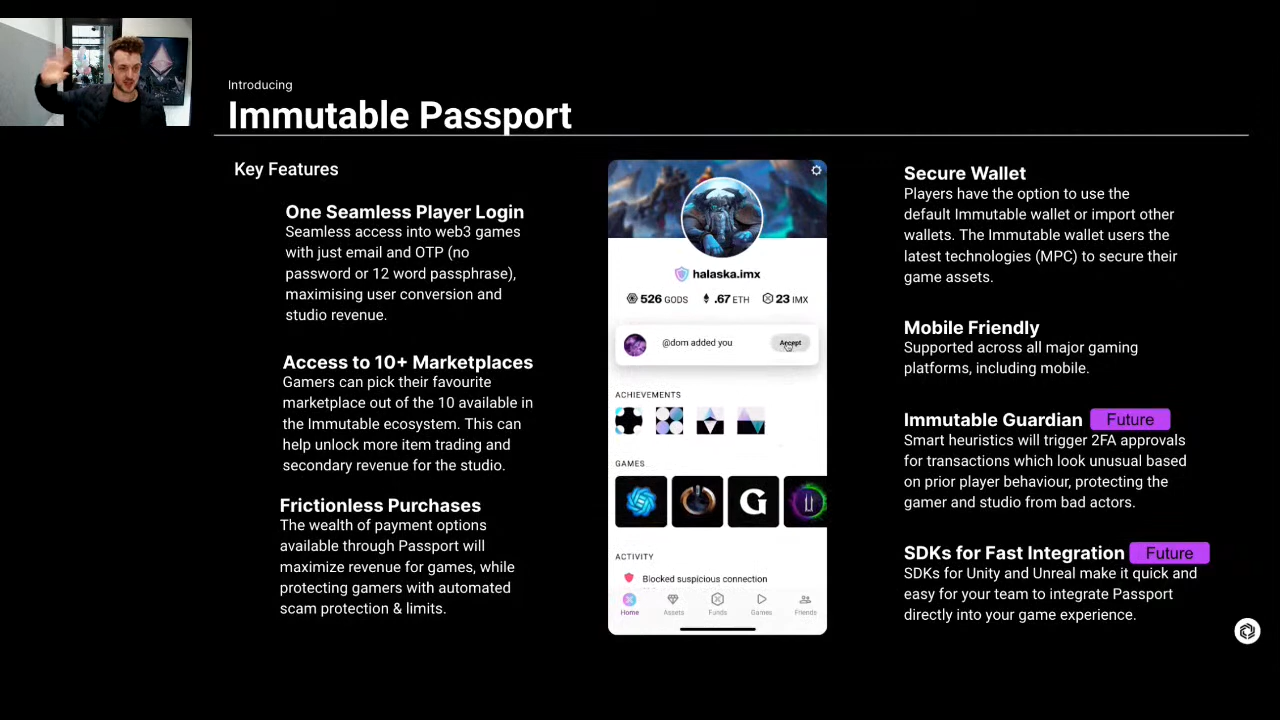 Introducing
Immutable Passport
Key Features
One Seamless Player Login
Seamless access into web3 games
with just email and OTP (no
password or 12 word passphrase),
maximising user conversion and
studio revenue.
Access to 10+ Marketplaces
Gamers can pick their favourite
marketplace out of the 10 available in
the Immutable ecosystem. This can
help unlock more item trading and
secondary revenue for the studio.
Frictionless Purchases
The wealth of payment options
available through Passport will
maximize revenue for games, while
protecting gamers with automated
scam protection & limits.
halaska.imx
526 GODS .67 ETH 23 IMX
@dom added you Accept
ACHIEVEMENTS
GAMES
G
ACTIVITY
Blocked suspicious connection
Home Assets Funds Games Friends
Secure Wallet
Players have the option to use the
default Immutable wallet or import other
wallets. The Immutable wallet users the
latest technologies (MPC) to secure their
game assets.
Mobile Friendly
Supported across all major gaming
platforms, including mobile.
Immutable Guardian Future
Smart heuristics will trigger 2FA approvals
for transactions which look unusual based
on prior player behaviour, protecting the
gamer and studio from bad actors.
SDKs for Fast Integration Future
SDKs for Unity and Unreal make it quick and
easy for your team to integrate Passport
directly into your game experience.